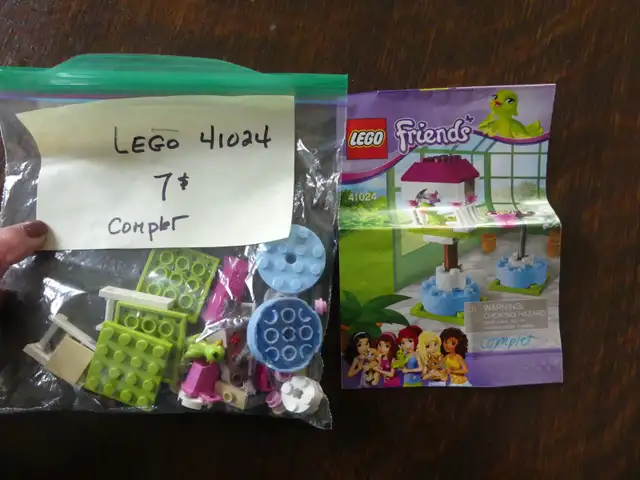 LEGO 41024
7$
Complet
LEGO Friends
41024
WARNING:
CHOKING HAZARD
Complet